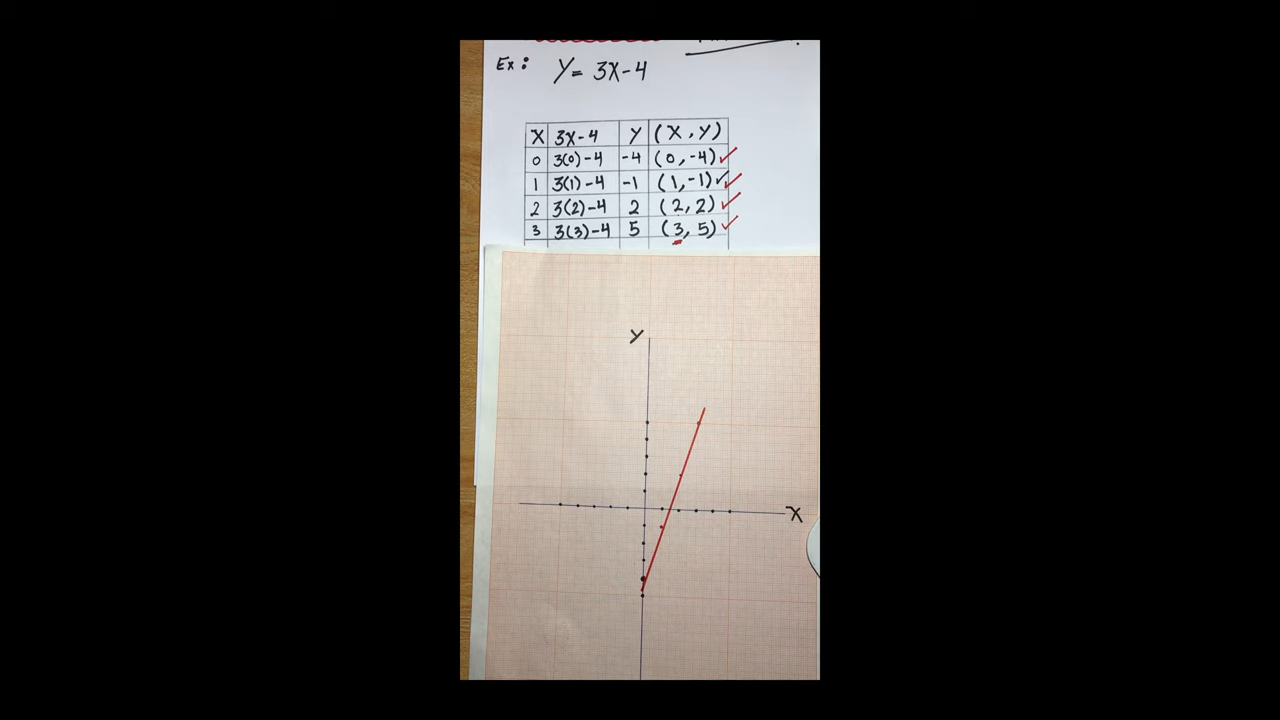 Ex: Y = 3X-4
X 3X-4 Y (X, Y)
0 3(0)-4 -4 (0, -4)
1 3(1)-4 -1 (1, -1)
2 3(2)-4 2 (2, 2)
3 3(3)-4 5 (3, 5)
Y
X